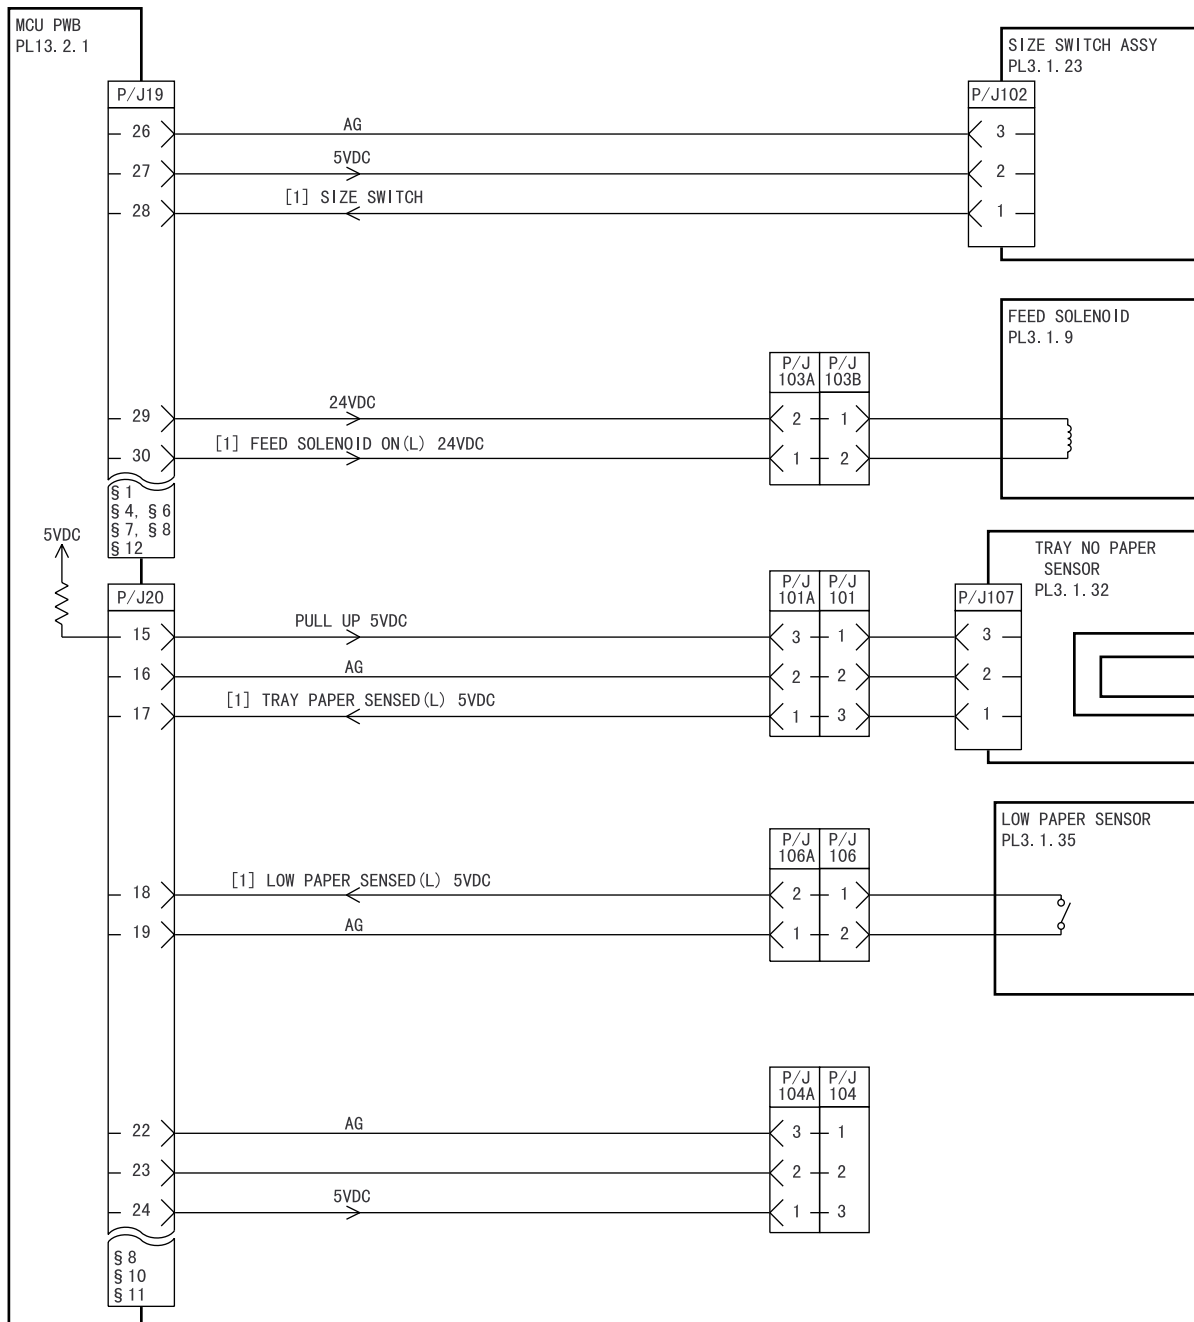 MCU PWB
PL13.2.1
P/J19
26
27
28
29
30
§1
§4, §6
§7, §8
§12
AG
5VDC
[1] SIZE SWITCH
P/J102
3
2
1
SIZE SWITCH ASSY
PL3.1.23
24VDC
[1] FEED SOLENOID ON(L) 24VDC
P/J 103A
P/J 103B
2 1
1 2
FEED SOLENOID
PL3.1.9
5VDC
P/J20
15
16
17
18
19
22
23
24
§8
§10
§11
PULL UP 5VDC
AG
[1] TRAY PAPER SENSED(L) 5VDC
P/J 101A
P/J 101
3 1
2 2
1 3
P/J107
3
2
1
TRAY NO PAPER
SENSOR
PL3.1.32
[1] LOW PAPER SENSED(L) 5VDC
AG
P/J 106A
P/J 106
2 1
1 2
LOW PAPER SENSOR
PL3.1.35
AG
5VDC
P/J 104A
P/J 104
3 1
2 2
1 3